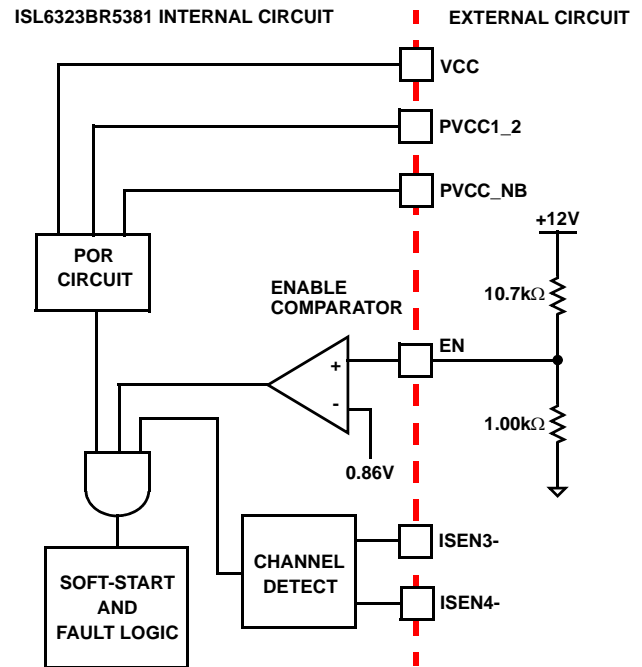 ISL6323BR5381 INTERNAL CIRCUIT
EXTERNAL CIRCUIT
VCC
PVCC1_2
PVCC_NB
+12V
POR
CIRCUIT
10.7kΩ
ENABLE
COMPARATOR
EN
+
-
1.00kΩ
0.86V
ISEN3-
CHANNEL
DETECT
ISEN4-
SOFT-START
AND
FAULT LOGIC